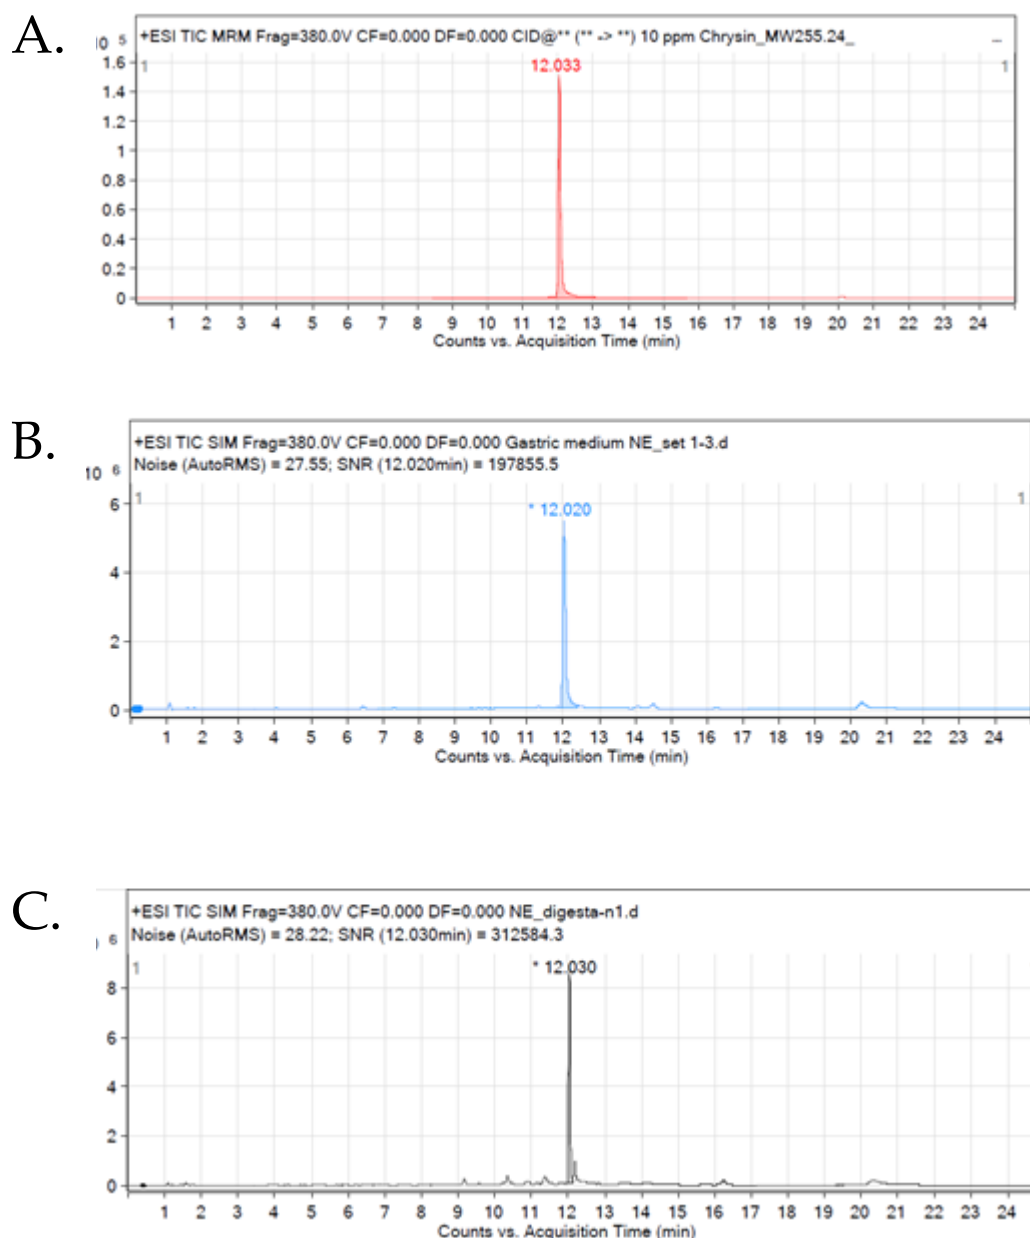 A.
10 5
+ESI TIC MRM Frag=380.0V CF=0.000 DF=0.000 CID@** (** -> **) 10 ppm Chrysin_MW255.24_
1 1
12.033
1.6
1.4
1.2
1
0.8
0.6
0.4
0.2
0
1 2 3 4 5 6 7 8 9 10 11 12 13 14 15 16 17 18 19 20 21 22 23 24
Counts vs. Acquisition Time (min)
B.
+ESI TIC SIM Frag=380.0V CF=0.000 DF=0.000 Gastric medium NE_set 1-3.d
Noise (AutoRMS) = 27.55; SNR (12.020min) = 197855.5
10 6
1 1
* 12.020
6
4
2
0
1 2 3 4 5 6 7 8 9 10 11 12 13 14 15 16 17 18 19 20 21 22 23 24
Counts vs. Acquisition Time (min)
C.
+ESI TIC SIM Frag=380.0V CF=0.000 DF=0.000 NE_digesta-n1.d
Noise (AutoRMS) = 28.22; SNR (12.030min) = 312584.3
6
1
* 12.030
8
6
4
2
0
1 2 3 4 5 6 7 8 9 10 11 12 13 14 15 16 17 18 19 20 21 22 23 24
Counts vs. Acquisition Time (min)